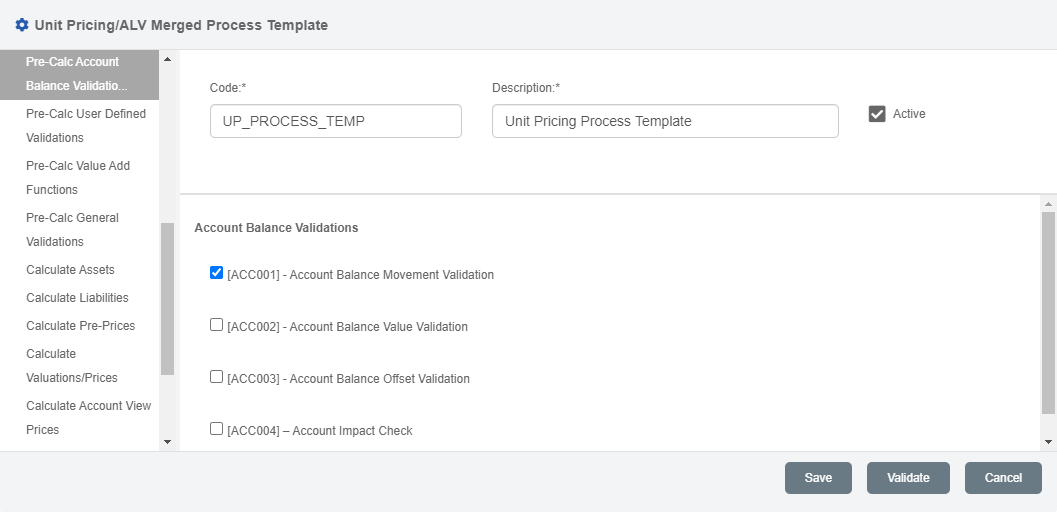 Unit Pricing/ALV Merged Process Template
Pre-Calc Account
Balance Validatio...
Pre-Calc User Defined
Validations
Pre-Calc Value Add
Functions
Pre-Calc General
Validations
Calculate Assets
Calculate Liabilities
Calculate Pre-Prices
Calculate
Valuations/Prices
Calculate Account View
Prices
Code:*
Description:*
UP_PROCESS_TEMP
Unit Pricing Process Template
Active
Account Balance Validations
[ACC001] - Account Balance Movement Validation
[ACC002] - Account Balance Value Validation
[ACC003] - Account Balance Offset Validation
[ACC004] – Account Impact Check
Save
Validate
Cancel